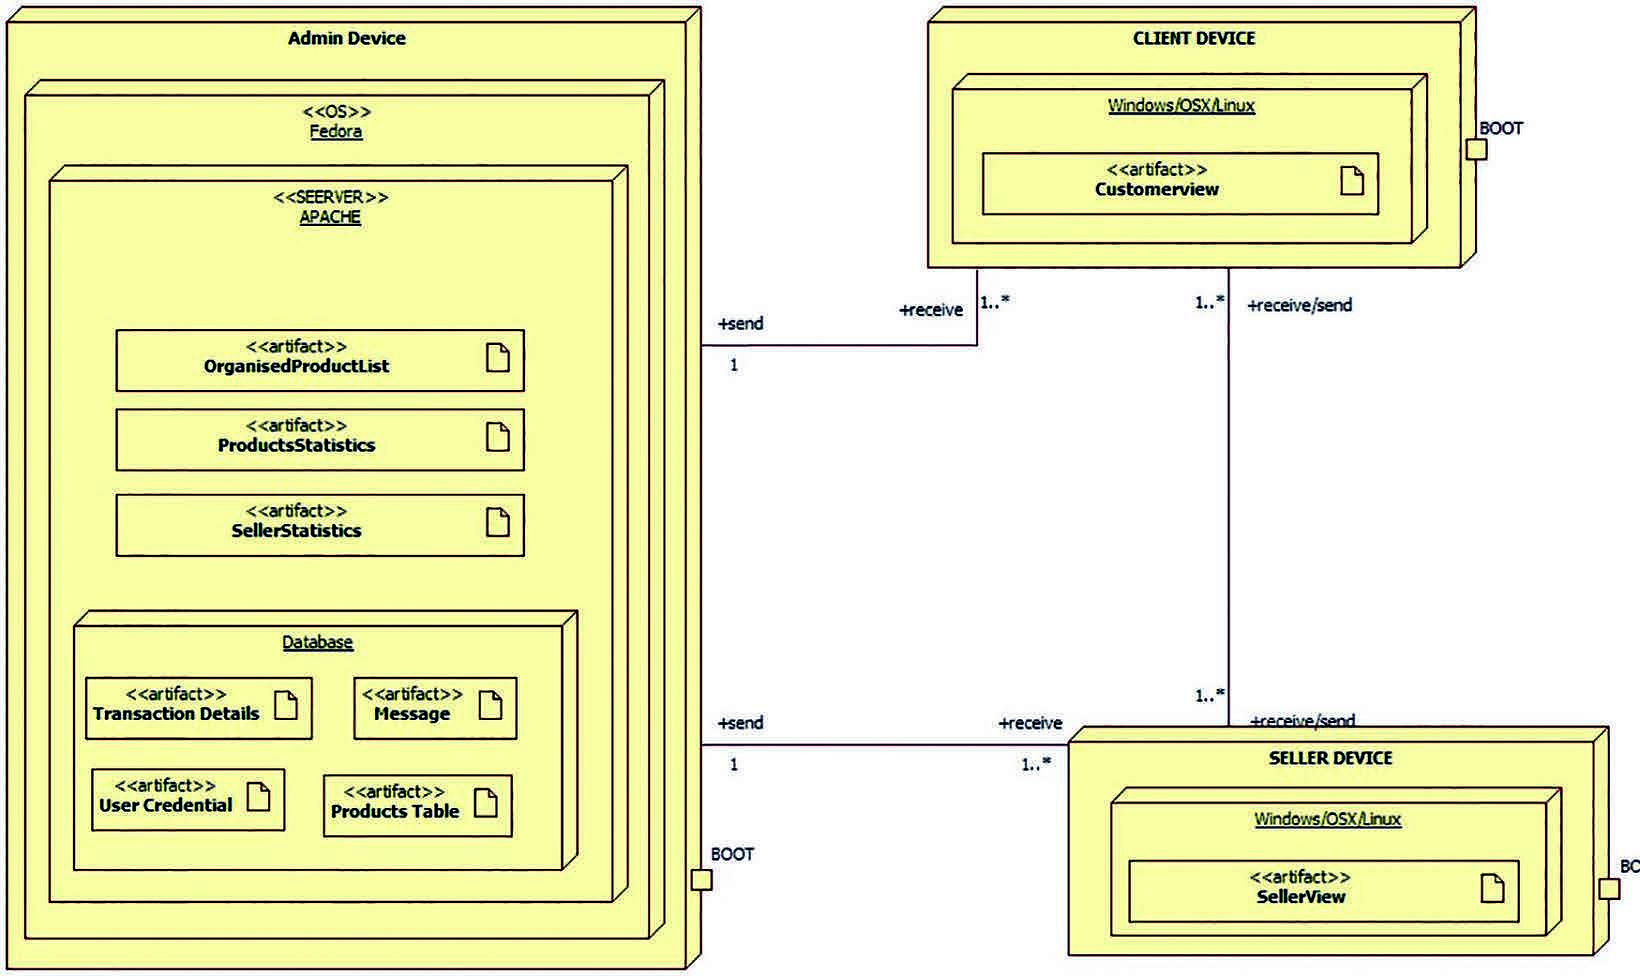 Admin Device
<<OS>>
Fedora
<<SEERVER>>
APACHE
<<artifact>>
OrganisedProductList
<<artifact>>
ProductsStatistics
<<artifact>>
SellerStatistics
Database
<<artifact>>
Transaction Details
<<artifact>>
Message
<<artifact>>
User Credential
<<artifact>>
Products Table
BOOT
+send
1
+receive
1..*
CLIENT DEVICE
Windows/OSX/Linux
<<artifact>>
Customerview
BOOT
1..*
+receive/send
1..*
+receive/send
+send
1
+receive
1..*
SELLER DEVICE
Windows/OSX/Linux
<<artifact>>
SellerView
BO